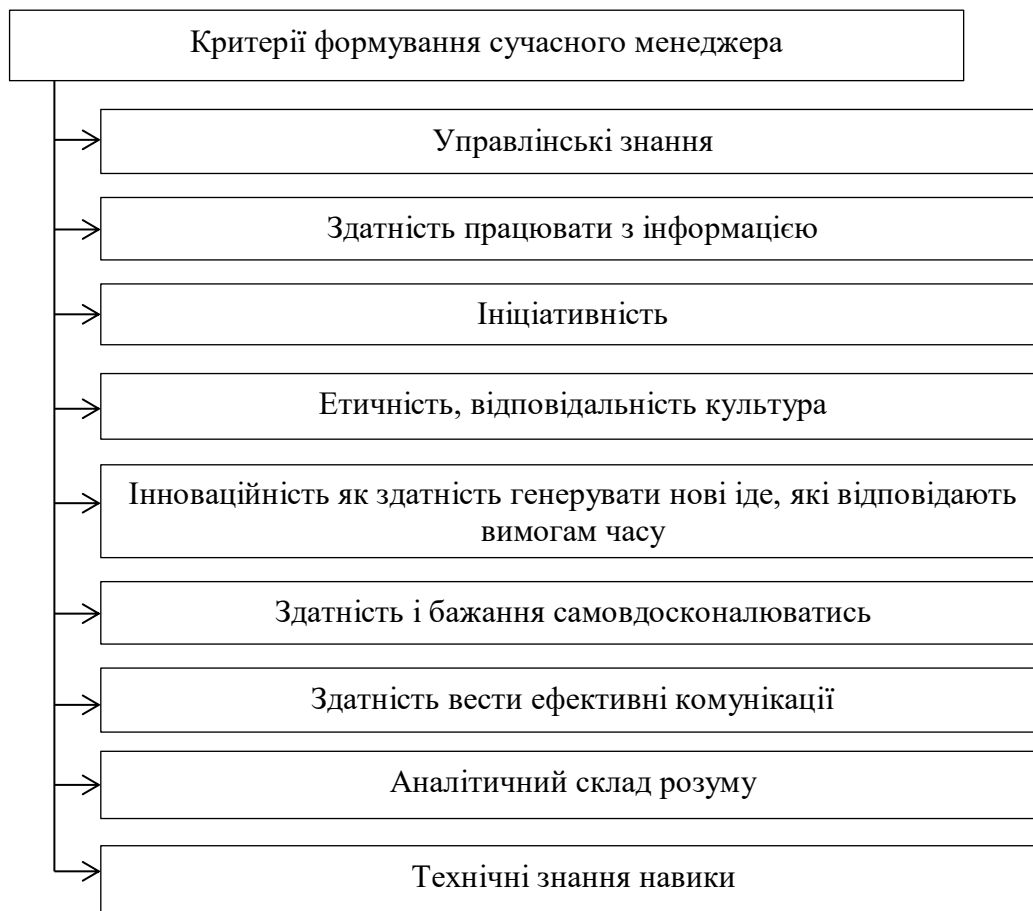 Критерії формування сучасного менеджера
Управлінські знання
Здатність працювати з інформацією
Ініціативність
Етичність, відповідальність культура
Інноваційність як здатність генерувати нові іде, які відповідають
вимогам часу
Здатність і бажання самовдосконалюватись
Здатність вести ефективні комунікації
Аналітичний склад розуму
Технічні знання навики